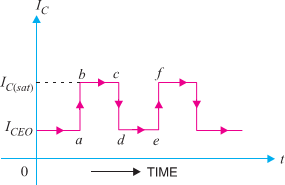 I_C
I_C(sat)
b c f
I_CEO
a d e
t
0 TIME